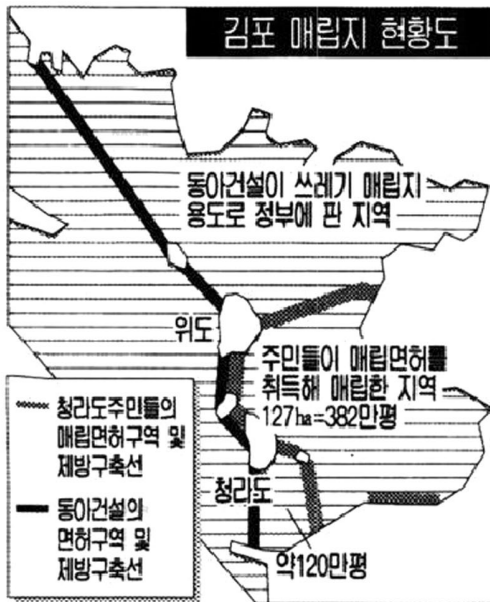 김포 매립지 현황도
동아건설이 쓰레기 매립지
용도로 정부에 판 지역
위도
주민들이 매립면허를
취득해 매립한 지역
127ha=382만평
청라도
약120만평
청라도주민들의
매립면허구역 및
제방구축선
동아건설의
면허구역 및
제방구축선